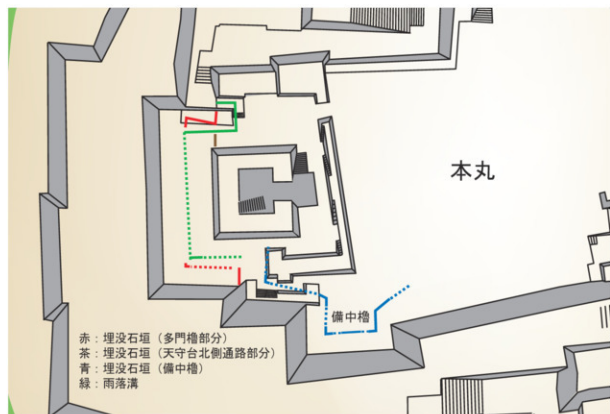 本丸
備中櫓
赤：埋没石垣（多門櫓部分）
茶：埋没石垣（天守台北側通路部分）
青：埋没石垣（備中櫓）
緑：雨落溝